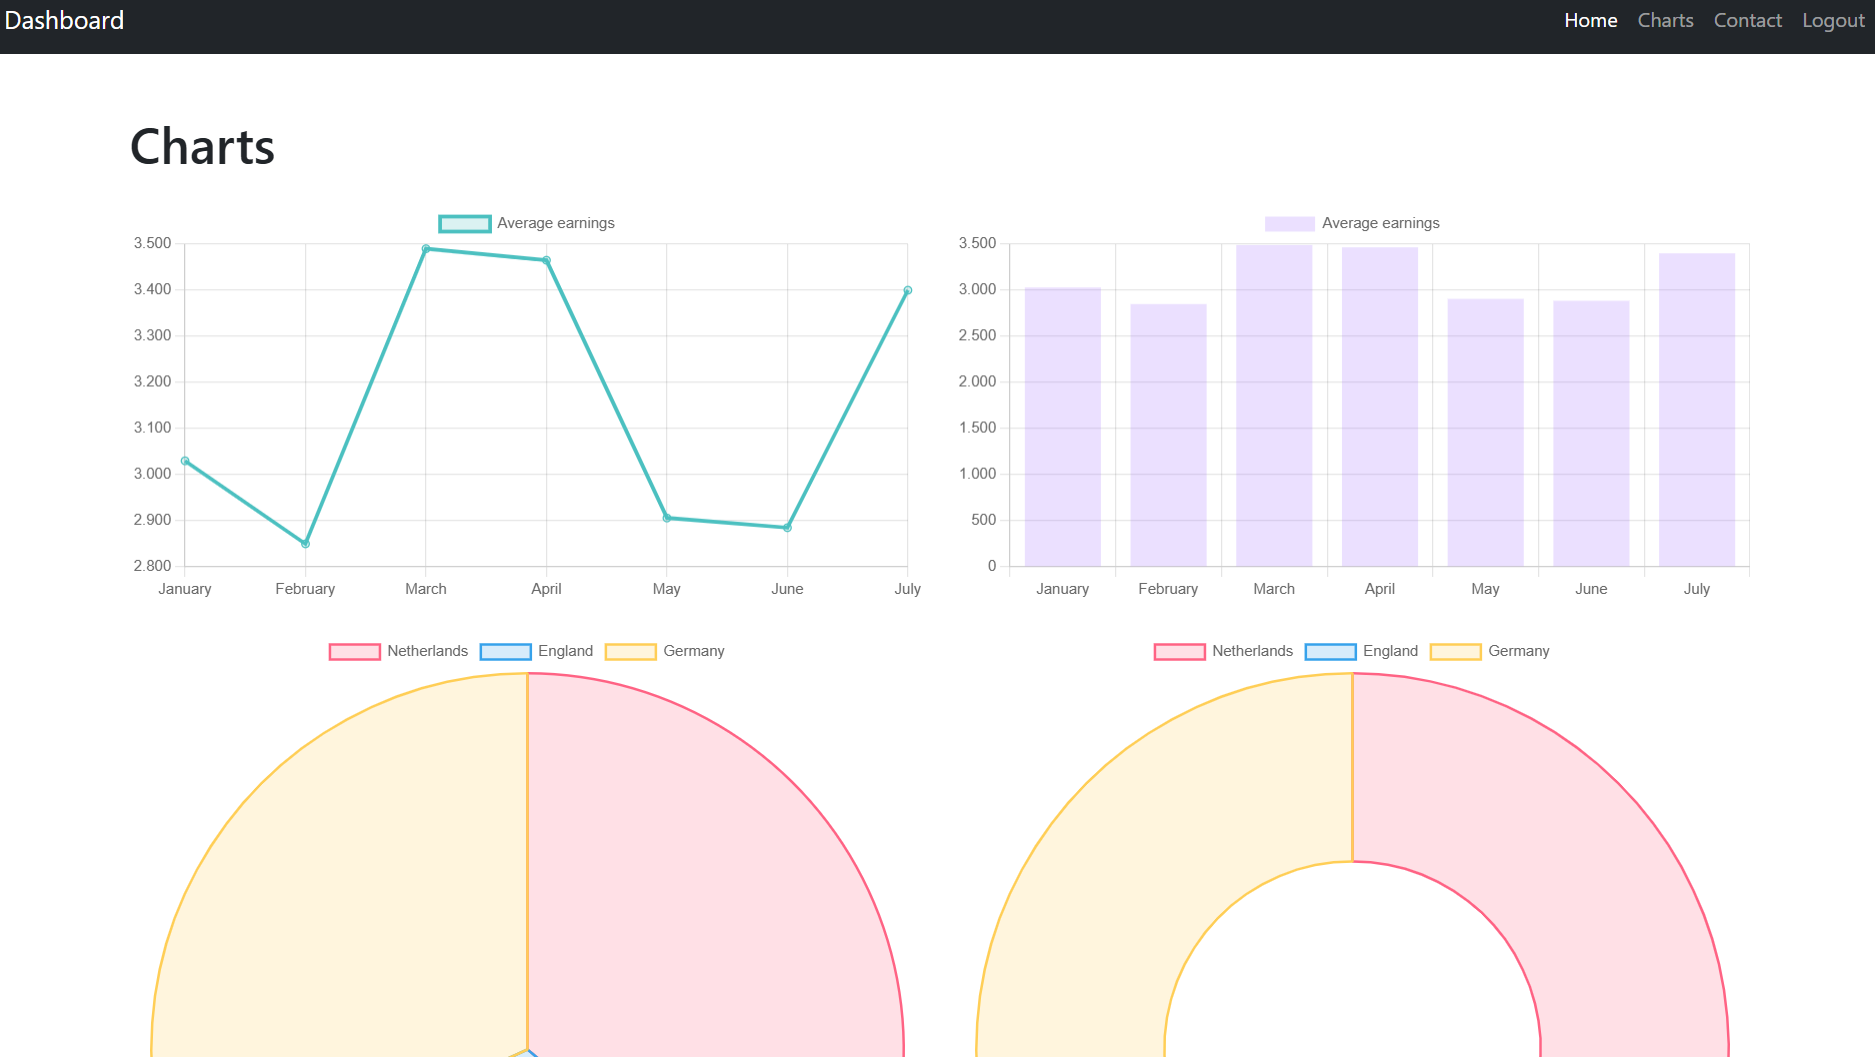 Dashboard
Home Charts Contact Logout
Charts
Average earnings
3.500
3.400
3.300
3.200
3.100
3.000
2.900
2.800
January February March April May June July
Average earnings
3.500
3.000
2.500
2.000
1.500
1.000
500
0
January February March April May June July
Netherlands England Germany
Netherlands England Germany